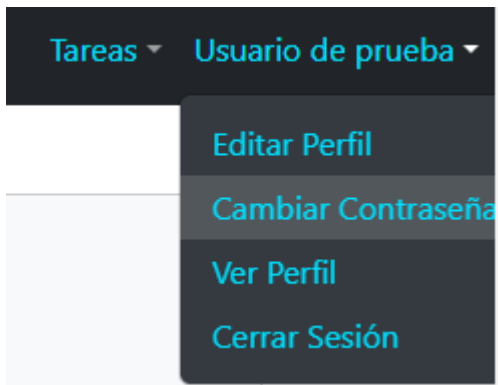 Tareas Usuario de prueba
Editar Perfil
Cambiar Contraseña
Ver Perfil
Cerrar Sesión